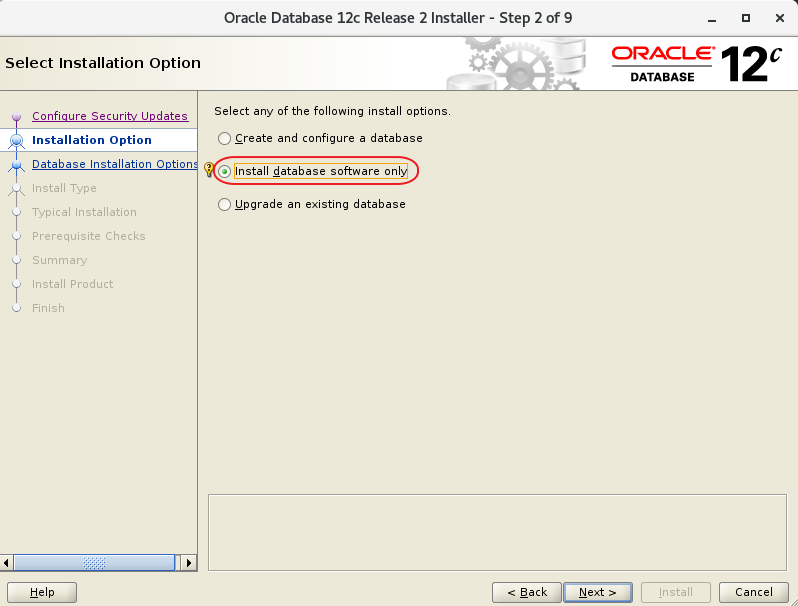 Oracle Database 12c Release 2 Installer - Step 2 of 9
Select Installation Option
ORACLE®
DATABASE
12c
Configure Security Updates
Installation Option
Database Installation Options
Install Type
Typical Installation
Prerequisite Checks
Summary
Install Product
Finish
Select any of the following install options.
Create and configure a database
Install database software only
Upgrade an existing database
Help
< Back
Next >
Install
Cancel